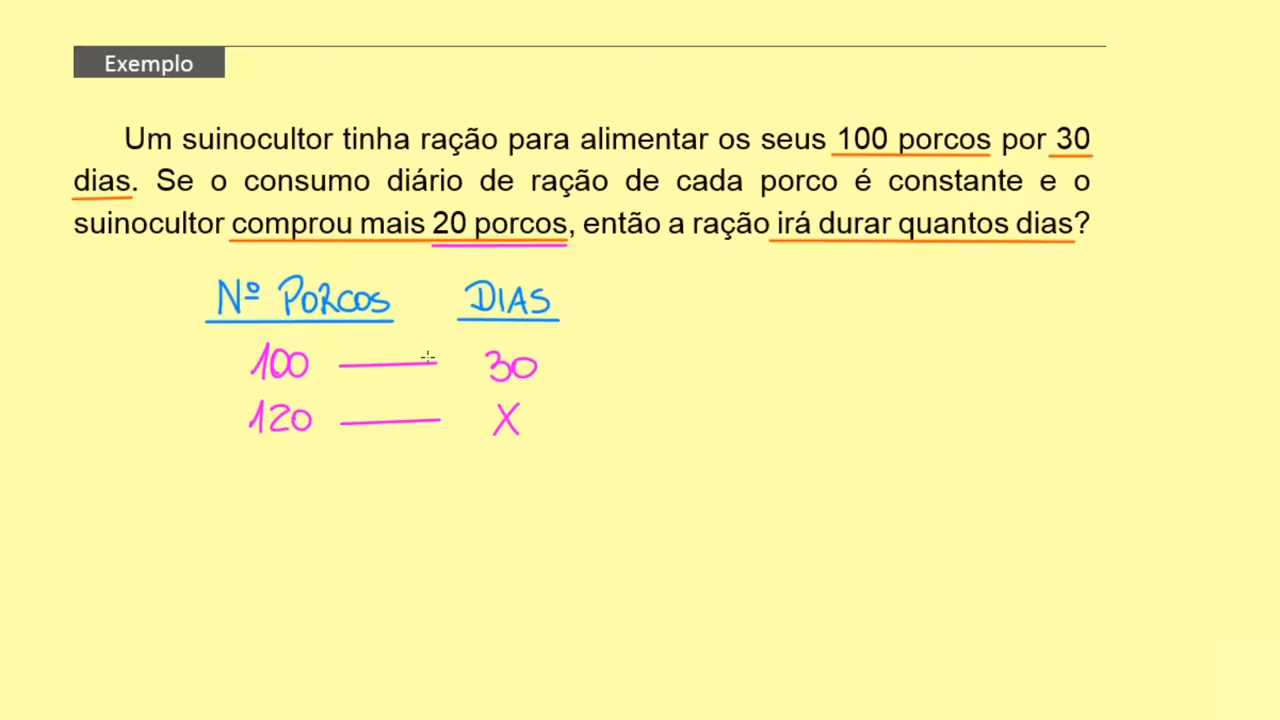 Exemplo
Um suinocultor tinha ração para alimentar os seus 100 porcos por 30
dias. Se o consumo diário de ração de cada porco é constante e o
suinocultor comprou mais 20 porcos, então a ração irá durar quantos dias?
Nº PORCOS DIAS
100 30
120 X